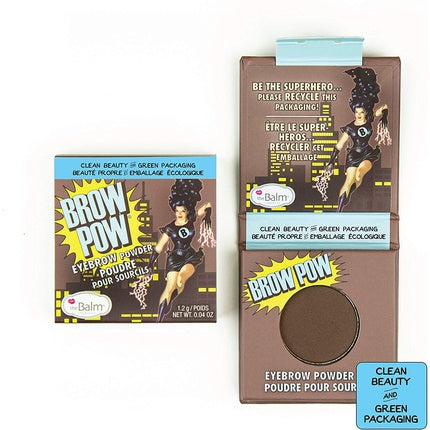 CLEAN BEAUTY AND GREEN PACKAGING
BEAUTÉ PROPRE ET EMBALLAGE ÉCOLOGIQUE
BROW
POW
EYEBROW POWDER
POUDRE
POUR SOURCILS
theBalm
1.2 g / POIDS
NET WT. 0.04 OZ
B
BE THE SUPERHERO...
PLEASE RECYCLE THIS
PACKAGING!
ÊTRE LE SUPER-
HEROS...
RECYCLER CET
EMBALLAGE
theBalm
B
CLEAN BEAUTY AND GREEN PACKAGING
BEAUTÉ PROPRE ET EMBALLAGE ÉCOLOGIQUE
BROW POW
EYEBROW POWDER
POUDRE POUR SOURC
CLEAN
BEAUTY
AND
GREEN
PACKAGING